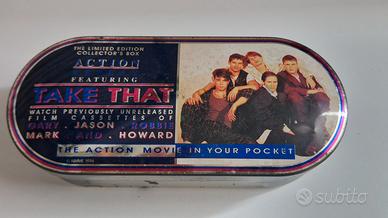 THE LIMITED EDITION
COLLECTOR'S BOX
ACTION
FEATURING
TAKE THAT
WATCH PREVIOUSLY UNRELEASED
FILM CASSETTES OF
GARY . JASON . ROBBIE
MARK AND . HOWARD
THE ACTION MOVIE IN YOUR POCKET
1994
subito